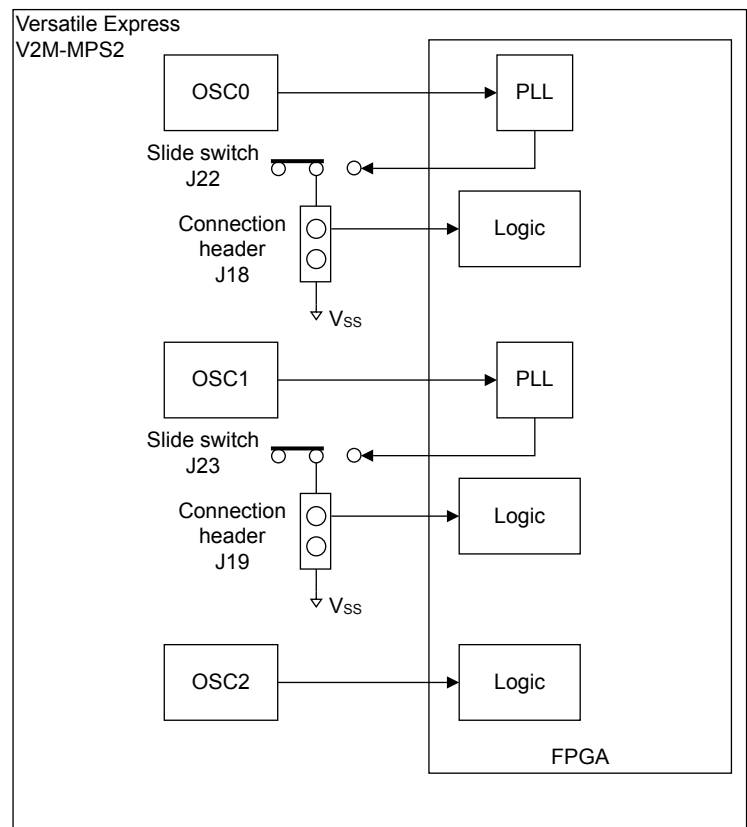 Versatile Express
V2M-MPS2
OSC0
PLL
Slide switch
J22
Connection
header
J18
Logic
VSS
OSC1
PLL
Slide switch
J23
Connection
header
J19
Logic
VSS
OSC2
Logic
FPGA